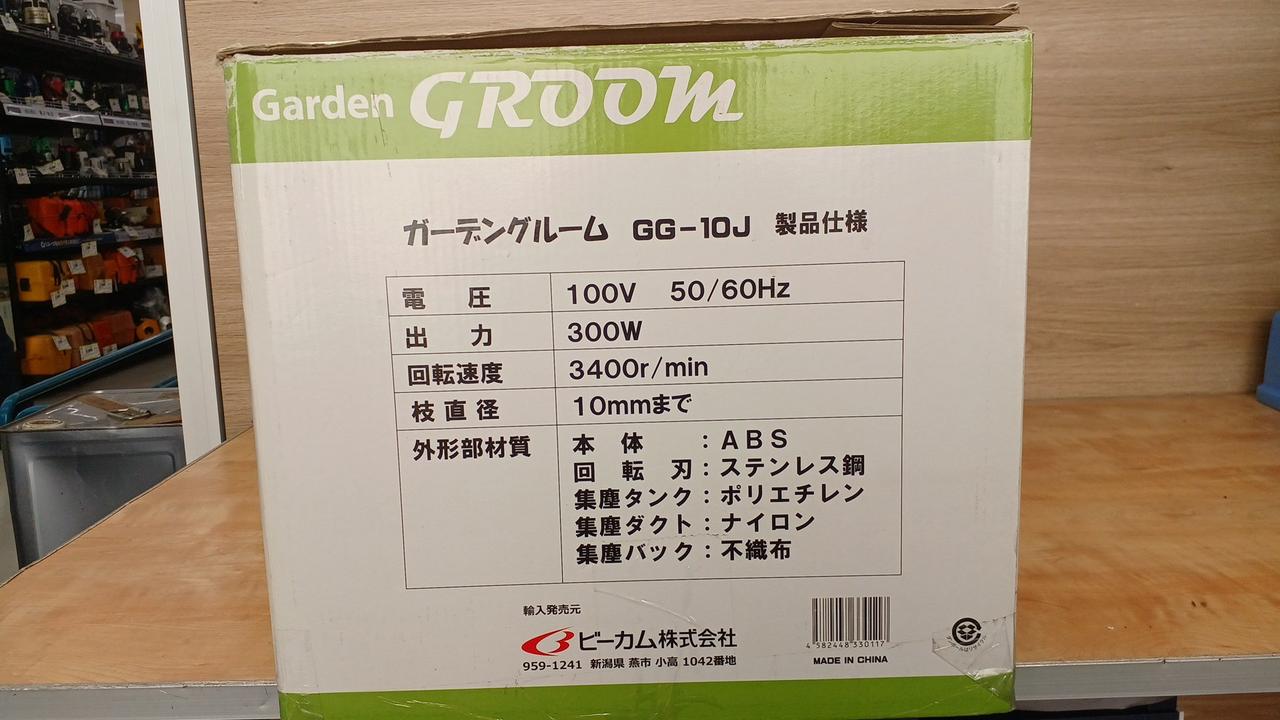 Garden GROOM
ガーデングルーム GG-10J 製品仕様
電 圧 100V 50/60Hz
出 力 300W
回転速度 3400r/min
枝直径 10mmまで
外形部材質 本体 : ABS
回転刃 : ステンレス鋼
集塵タンク : ポリエチレン
集塵ダクト : ナイロン
集塵バック : 不織布
輸入発売元
ビーカム株式会社
959-1241 新潟県 燕市 小高 1042番地
4 582448 330117
MADE IN CHINA